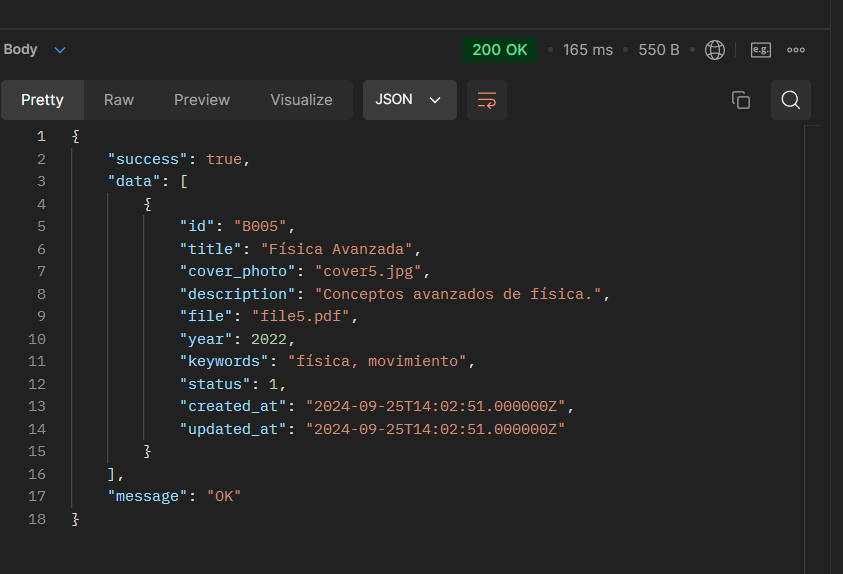 Body 200 OK • 165 ms • 550 B • e.g.
Pretty Raw Preview Visualize JSON
1 {
2     "success": true,
3     "data": [
4         {
5             "id": "B005",
6             "title": "Física Avanzada",
7             "cover_photo": "cover5.jpg",
8             "description": "Conceptos avanzados de física.",
9             "file": "file5.pdf",
10             "year": 2022,
11             "keywords": "física, movimiento",
12             "status": 1,
13             "created_at": "2024-09-25T14:02:51.000000Z",
14             "updated_at": "2024-09-25T14:02:51.000000Z"
15         }
16     ],
17     "message": "OK"
18 }